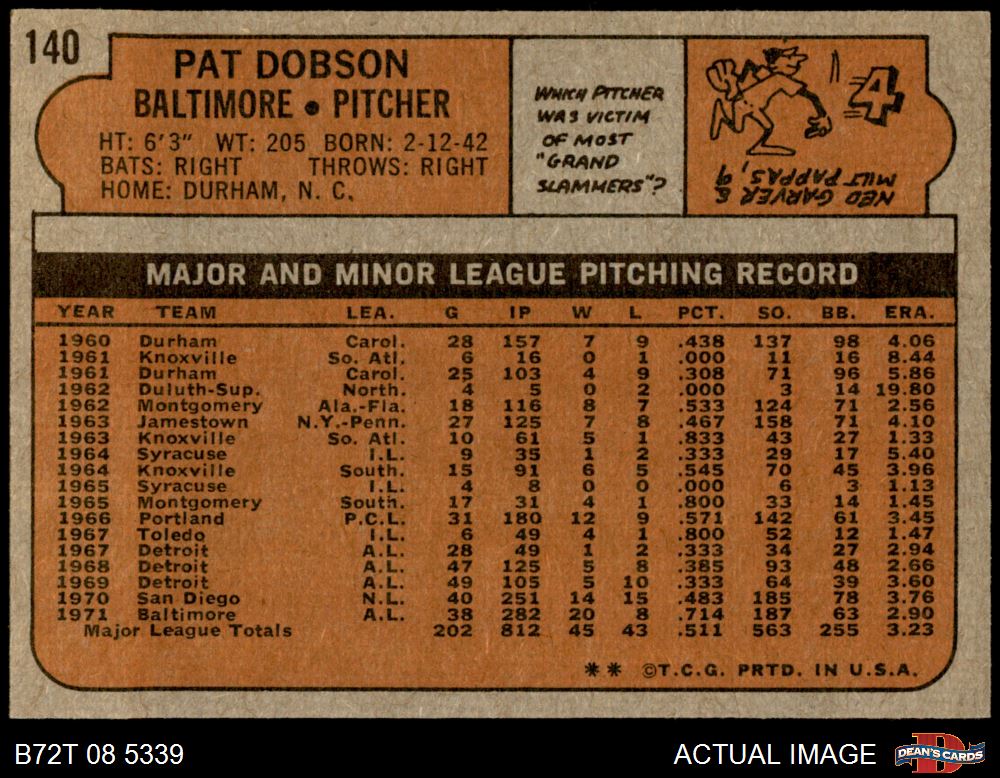 140
PAT DOBSON
BALTIMORE • PITCHER
HT: 6'3" WT: 205 BORN: 2-12-42
BATS: RIGHT THROWS: RIGHT
HOME: DURHAM, N. C.
WHICH PITCHER
WAS VICTIM
OF MOST
"GRAND
SLAMMERS"?
4
NED GARVER &
MILT PAPPAS, 9
MAJOR AND MINOR LEAGUE PITCHING RECORD
YEAR TEAM LEA. G IP W L PCT. SO. BB. ERA.
1960 Durham Carol. 28 157 7 9 .438 137 98 4.06
1961 Knoxville So. Atl. 6 16 0 1 .000 11 16 8.44
1961 Durham Carol. 25 103 4 9 .308 71 96 5.86
1962 Duluth-Sup. North. 4 5 0 2 .000 3 14 19.80
1962 Montgomery Ala.-Fla. 18 116 8 7 .533 124 71 2.56
1963 Jamestown N.Y.-Penn. 27 125 7 8 .467 158 71 4.10
1963 Knoxville So. Atl. 10 61 5 1 .833 43 27 1.33
1964 Syracuse I.L. 9 35 1 2 .333 29 17 5.40
1964 Knoxville South. 15 91 6 5 .545 70 45 3.96
1965 Syracuse I.L. 4 8 0 0 .000 6 3 1.13
1965 Montgomery South. 17 31 4 1 .800 33 14 1.45
1966 Portland P.C.L. 31 180 12 9 .571 142 61 3.45
1967 Toledo I.L. 6 49 4 1 .800 52 12 1.47
1967 Detroit A.L. 28 49 1 2 .333 34 27 2.94
1968 Detroit A.L. 47 125 5 8 .385 93 48 2.66
1969 Detroit A.L. 49 105 5 10 .333 64 39 3.60
1970 San Diego N.L. 40 251 14 15 .483 185 78 3.76
1971 Baltimore A.L. 38 282 20 8 .714 187 63 2.90
Major League Totals 202 812 45 43 .511 563 255 3.23
** ©T.C.G. PRTD. IN U.S.A.
B72T 08 5339
ACTUAL IMAGE
DEAN'S CARDS